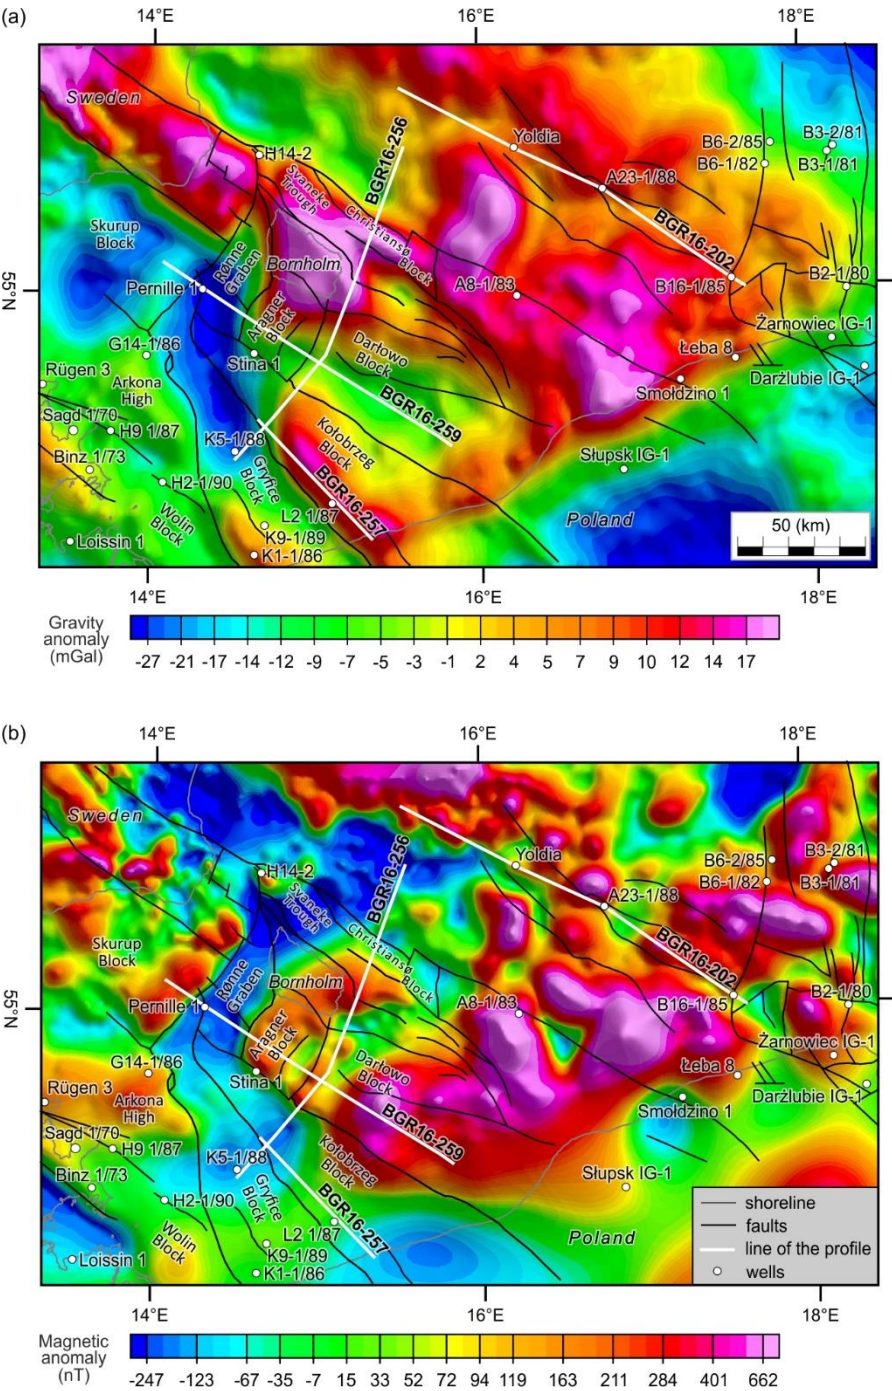 (a)
14°E
16°E
18°E
Sweden
H14-2
Svaneke
Trough
BGR16-256
Christiansø
Block
Yoldia
A23-1/88
BGR16-202
B6-2/85
B6-1/82
B3-2/81
B3-1/81
Skurup
Block
Rønne
Graben
Bornholm
55°N
Pernille 1
A8-1/83
B16-1/85
B2-1/80
Aragner
Block
Żarnowiec IG-1
G14-1/86
Stina 1
Darłowo
Block
Łeba 8
Darżlubie IG-1
Rügen 3
Arkona
High
BGR16-259
Smołdzino 1
Sagd 1/70
H9 1/87
K5-1/88
Kołobrzeg
Block
Binz 1/73
H2-1/90
Gryfice
Block
BGR16-257
Słupsk IG-1
L2 1/87
Wolin
Block
K9-1/89
Poland
50 (km)
Loissin 1
K1-1/86
14°E
16°E
18°E
Gravity
anomaly
(mGal)
-27 -21 -17 -14 -12 -9 -7 -5 -3 -1 2 4 5 7 9 10 12 14 17
(b)
14°E
16°E
18°E
Sweden
H14-2
Svaneke
Trough
BGR16-256
Christiansø
Block
Yoldia
A23-1/88
BGR16-202
B6-2/85
B6-1/82
B3-2/81
B3-1/81
Skurup
Block
Rønne
Graben
Bornholm
55°N
Pernille 1
A8-1/83
B16-1/85
B2-1/80
Aragner
Block
Żarnowiec IG-1
G14-1/86
Stina 1
Darłowo
Block
Łeba 8
Darżlubie IG-1
Rügen 3
Arkona
High
Smołdzino 1
Sagd 1/70
H9 1/87
BGR16-259
K5-1/88
Kołobrzeg
Block
Binz 1/73
H2-1/90
Gryfice
Block
BGR16-257
Słupsk IG-1
L2 1/87
Wolin
Block
K9-1/89
Poland
Loissin 1
K1-1/86
shoreline
faults
line of the profile
wells
14°E
16°E
18°E
Magnetic
anomaly
(nT)
-247 -123 -67 -35 -7 15 33 52 72 94 119 163 211 284 401 662